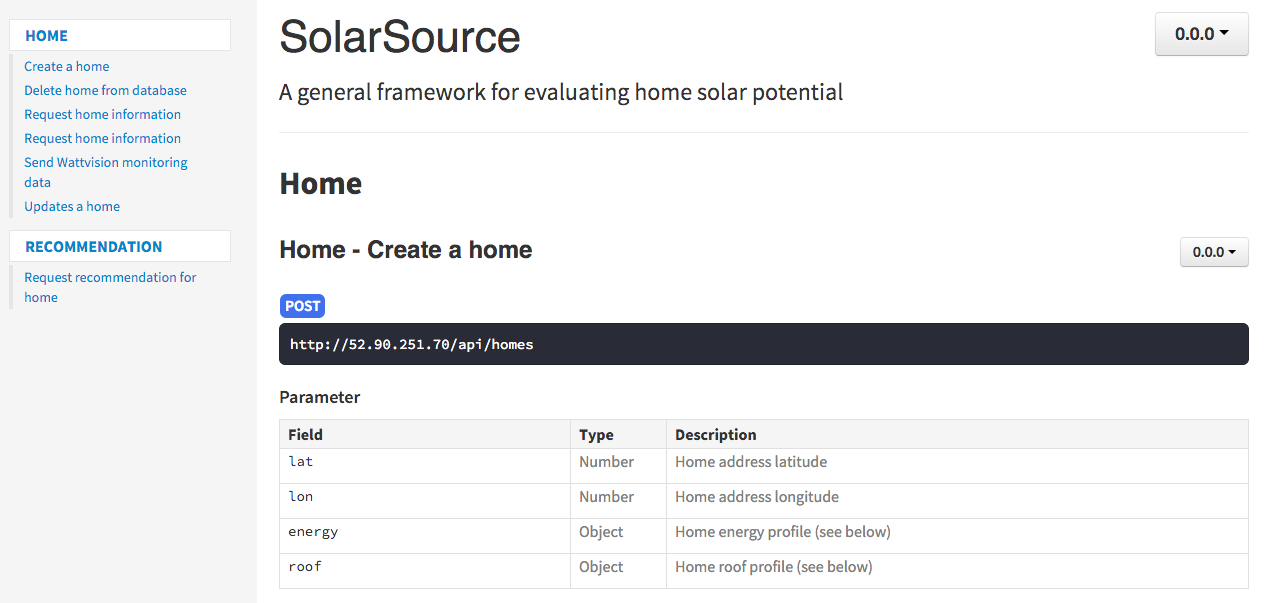 HOME
Create a home
Delete home from database
Request home information
Request home information
Send Wattvision monitoring
data
Updates a home
RECOMMENDATION
Request recommendation for
home
SolarSource
0.0.0
A general framework for evaluating home solar potential
Home
Home - Create a home
0.0.0
POST
http://52.90.251.70/api/homes
Parameter
Field Type Description
lat Number Home address latitude
lon Number Home address longitude
energy Object Home energy profile (see below)
roof Object Home roof profile (see below)